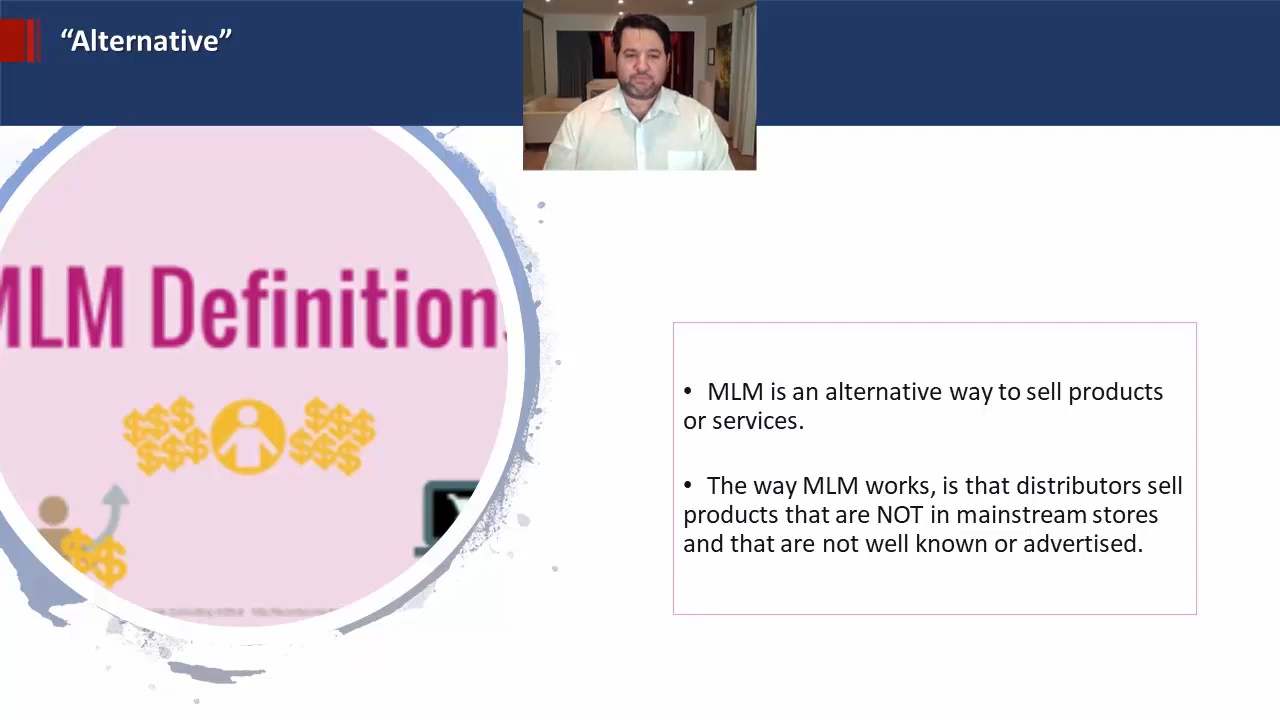 “Alternative”
MLM Definitions
• MLM is an alternative way to sell products
or services.
• The way MLM works, is that distributors sell
products that are NOT in mainstream stores
and that are not well known or advertised.